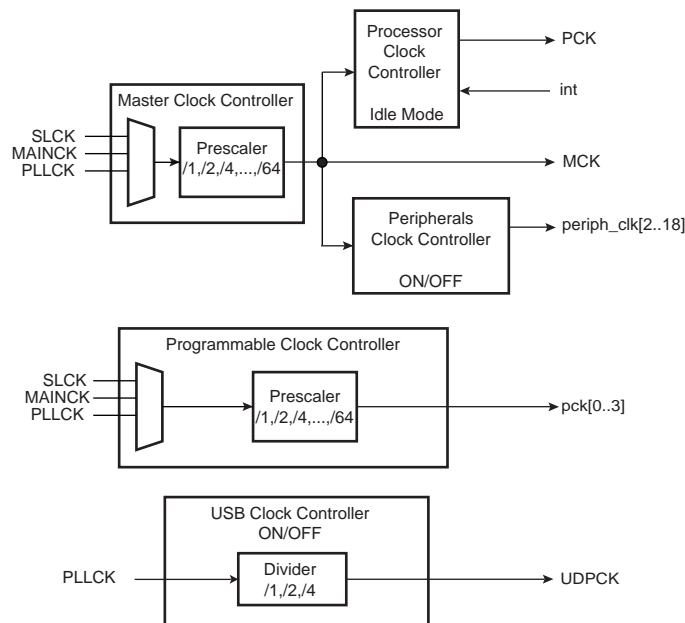 Processor
Clock
Controller
Idle Mode
PCK
int
Master Clock Controller
SLCK
MAINCK
PLLCK
Prescaler
/1,/2,/4,...,/64
MCK
Peripherals
Clock Controller
ON/OFF
periph_clk[2..18]
Programmable Clock Controller
SLCK
MAINCK
PLLCK
Prescaler
/1,/2,/4,...,/64
pck[0..3]
USB Clock Controller
ON/OFF
PLLCK
Divider
/1,/2,/4
UDPCK